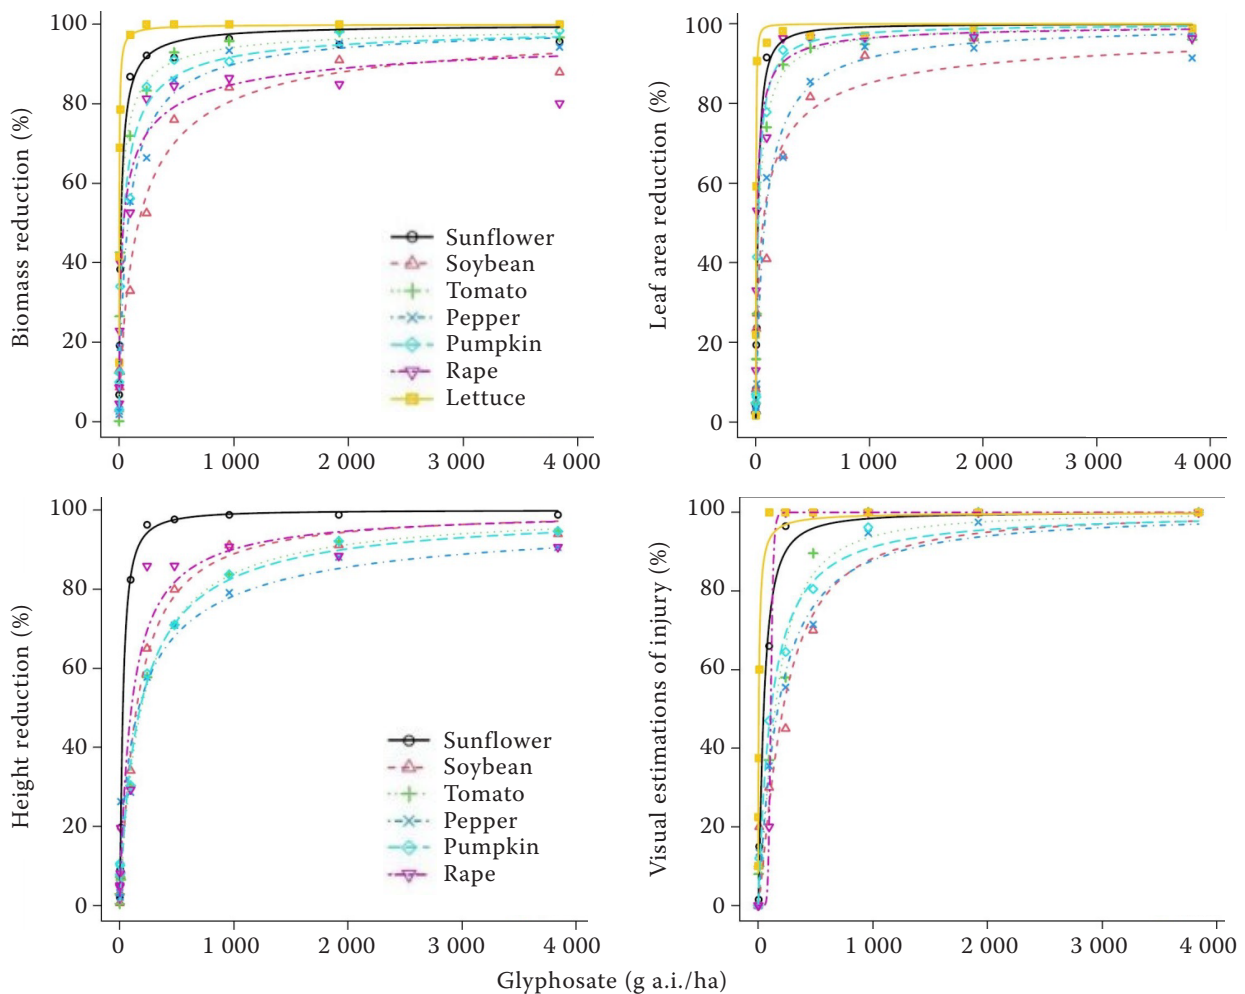 100
80
60
40
20
0
Biomass reduction (%)
Sunflower
Soybean
Tomato
Pepper
Pumpkin
Rape
Lettuce
0 1 000 2 000 3 000 4 000
100
80
60
40
20
0
Leaf area reduction (%)
0 1 000 2 000 3 000 4 000
100
80
60
40
20
0
Height reduction (%)
Sunflower
Soybean
Tomato
Pepper
Pumpkin
Rape
0 1 000 2 000 3 000 4 000
100
80
60
40
20
0
Visual estimations of injury (%)
0 1 000 2 000 3 000 4 000
Glyphosate (g a.i./ha)